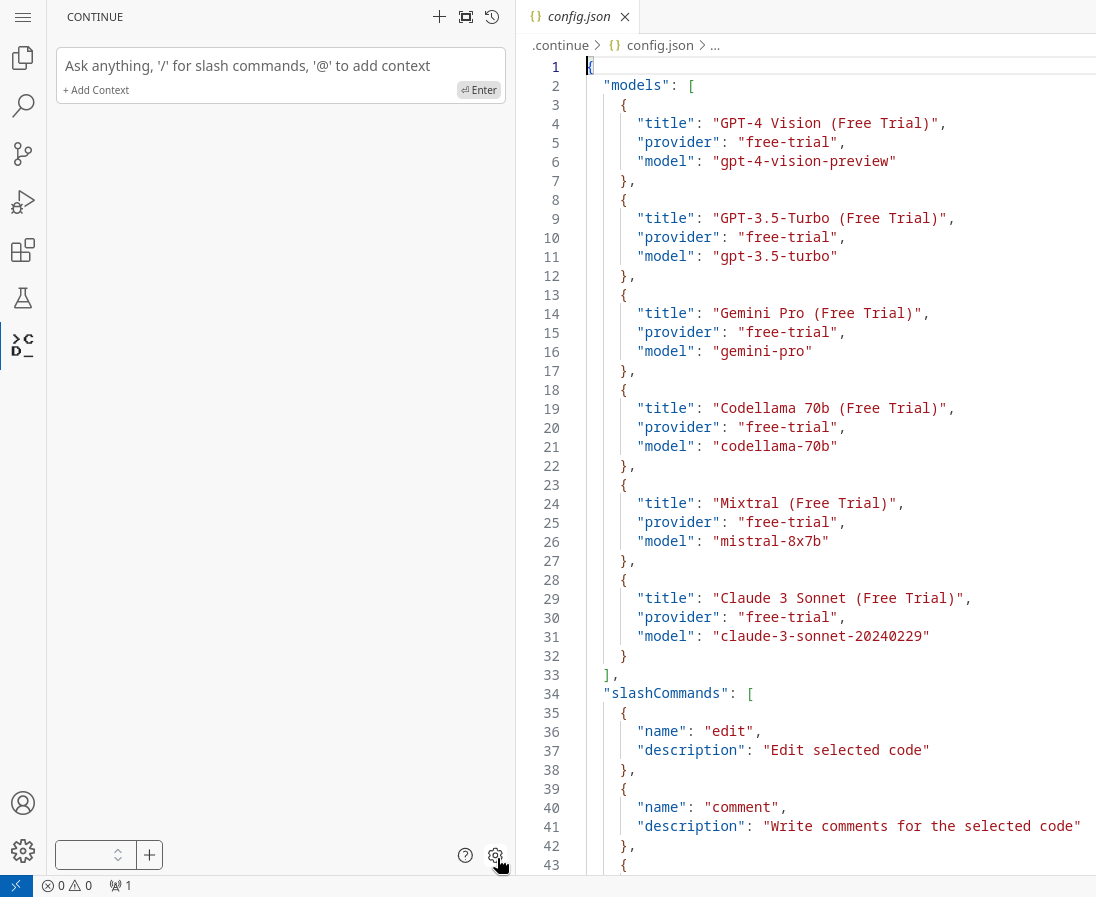 CONTINUE
Ask anything, '/' for slash commands, '@' to add context
+ Add Context
⏎ Enter
config.json
.continue > config.json > ...
1 {
2 "models": [
3 {
4 "title": "GPT-4 Vision (Free Trial)",
5 "provider": "free-trial",
6 "model": "gpt-4-vision-preview"
7 },
8 {
9 "title": "GPT-3.5-Turbo (Free Trial)",
10 "provider": "free-trial",
11 "model": "gpt-3.5-turbo"
12 },
13 {
14 "title": "Gemini Pro (Free Trial)",
15 "provider": "free-trial",
16 "model": "gemini-pro"
17 },
18 {
19 "title": "Codellama 70b (Free Trial)",
20 "provider": "free-trial",
21 "model": "codellama-70b"
22 },
23 {
24 "title": "Mixtral (Free Trial)",
25 "provider": "free-trial",
26 "model": "mistral-8x7b"
27 },
28 {
29 "title": "Claude 3 Sonnet (Free Trial)",
30 "provider": "free-trial",
31 "model": "claude-3-sonnet-20240229"
32 }
33 ],
34 "slashCommands": [
35 {
36 "name": "edit",
37 "description": "Edit selected code"
38 },
39 {
40 "name": "comment",
41 "description": "Write comments for the selected code"
42 },
43 {
0 0 1